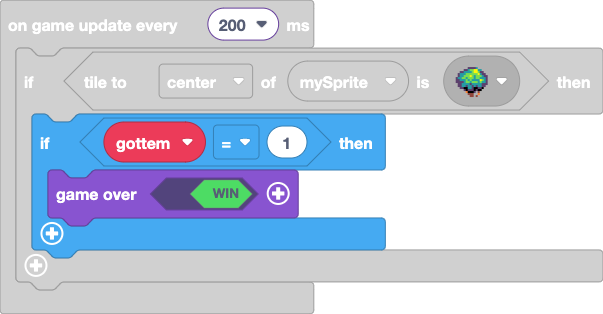 on game update every 200 ms
if tile to center of mySprite is then
if gottem = 1 then
game over WIN